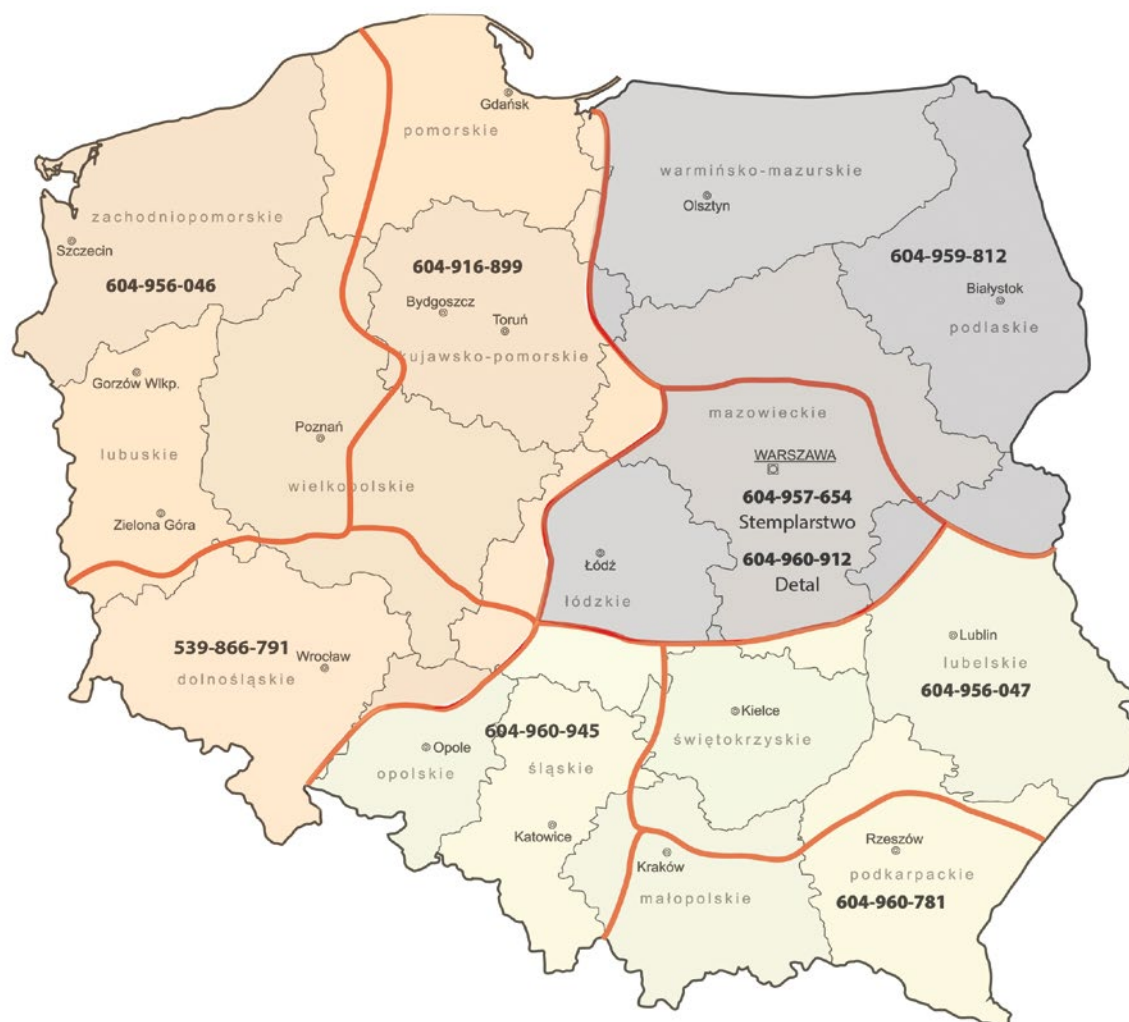 Gdańsk
pomorskie
warmińsko-mazurskie
Olsztyn
zachodniopomorskie
Szczecin
604-956-046
604-916-899
Bydgoszcz
Toruń
kujawsko-pomorskie
604-959-812
Białystok
podlaskie
Gorzów Wlkp.
lubuskie
Zielona Góra
Poznań
wielkopolskie
mazowieckie
WARSZAWA
604-957-654
Stemplarstwo
604-960-912
Detal
Łódź
łódzkie
539-866-791
Wrocław
dolnośląskie
Lublin
lubelskie
604-956-047
Kielce
świętokrzyskie
604-960-945
Opole
opolskie
śląskie
Katowice
Kraków
małopolskie
Rzeszów
podkarpackie
604-960-781